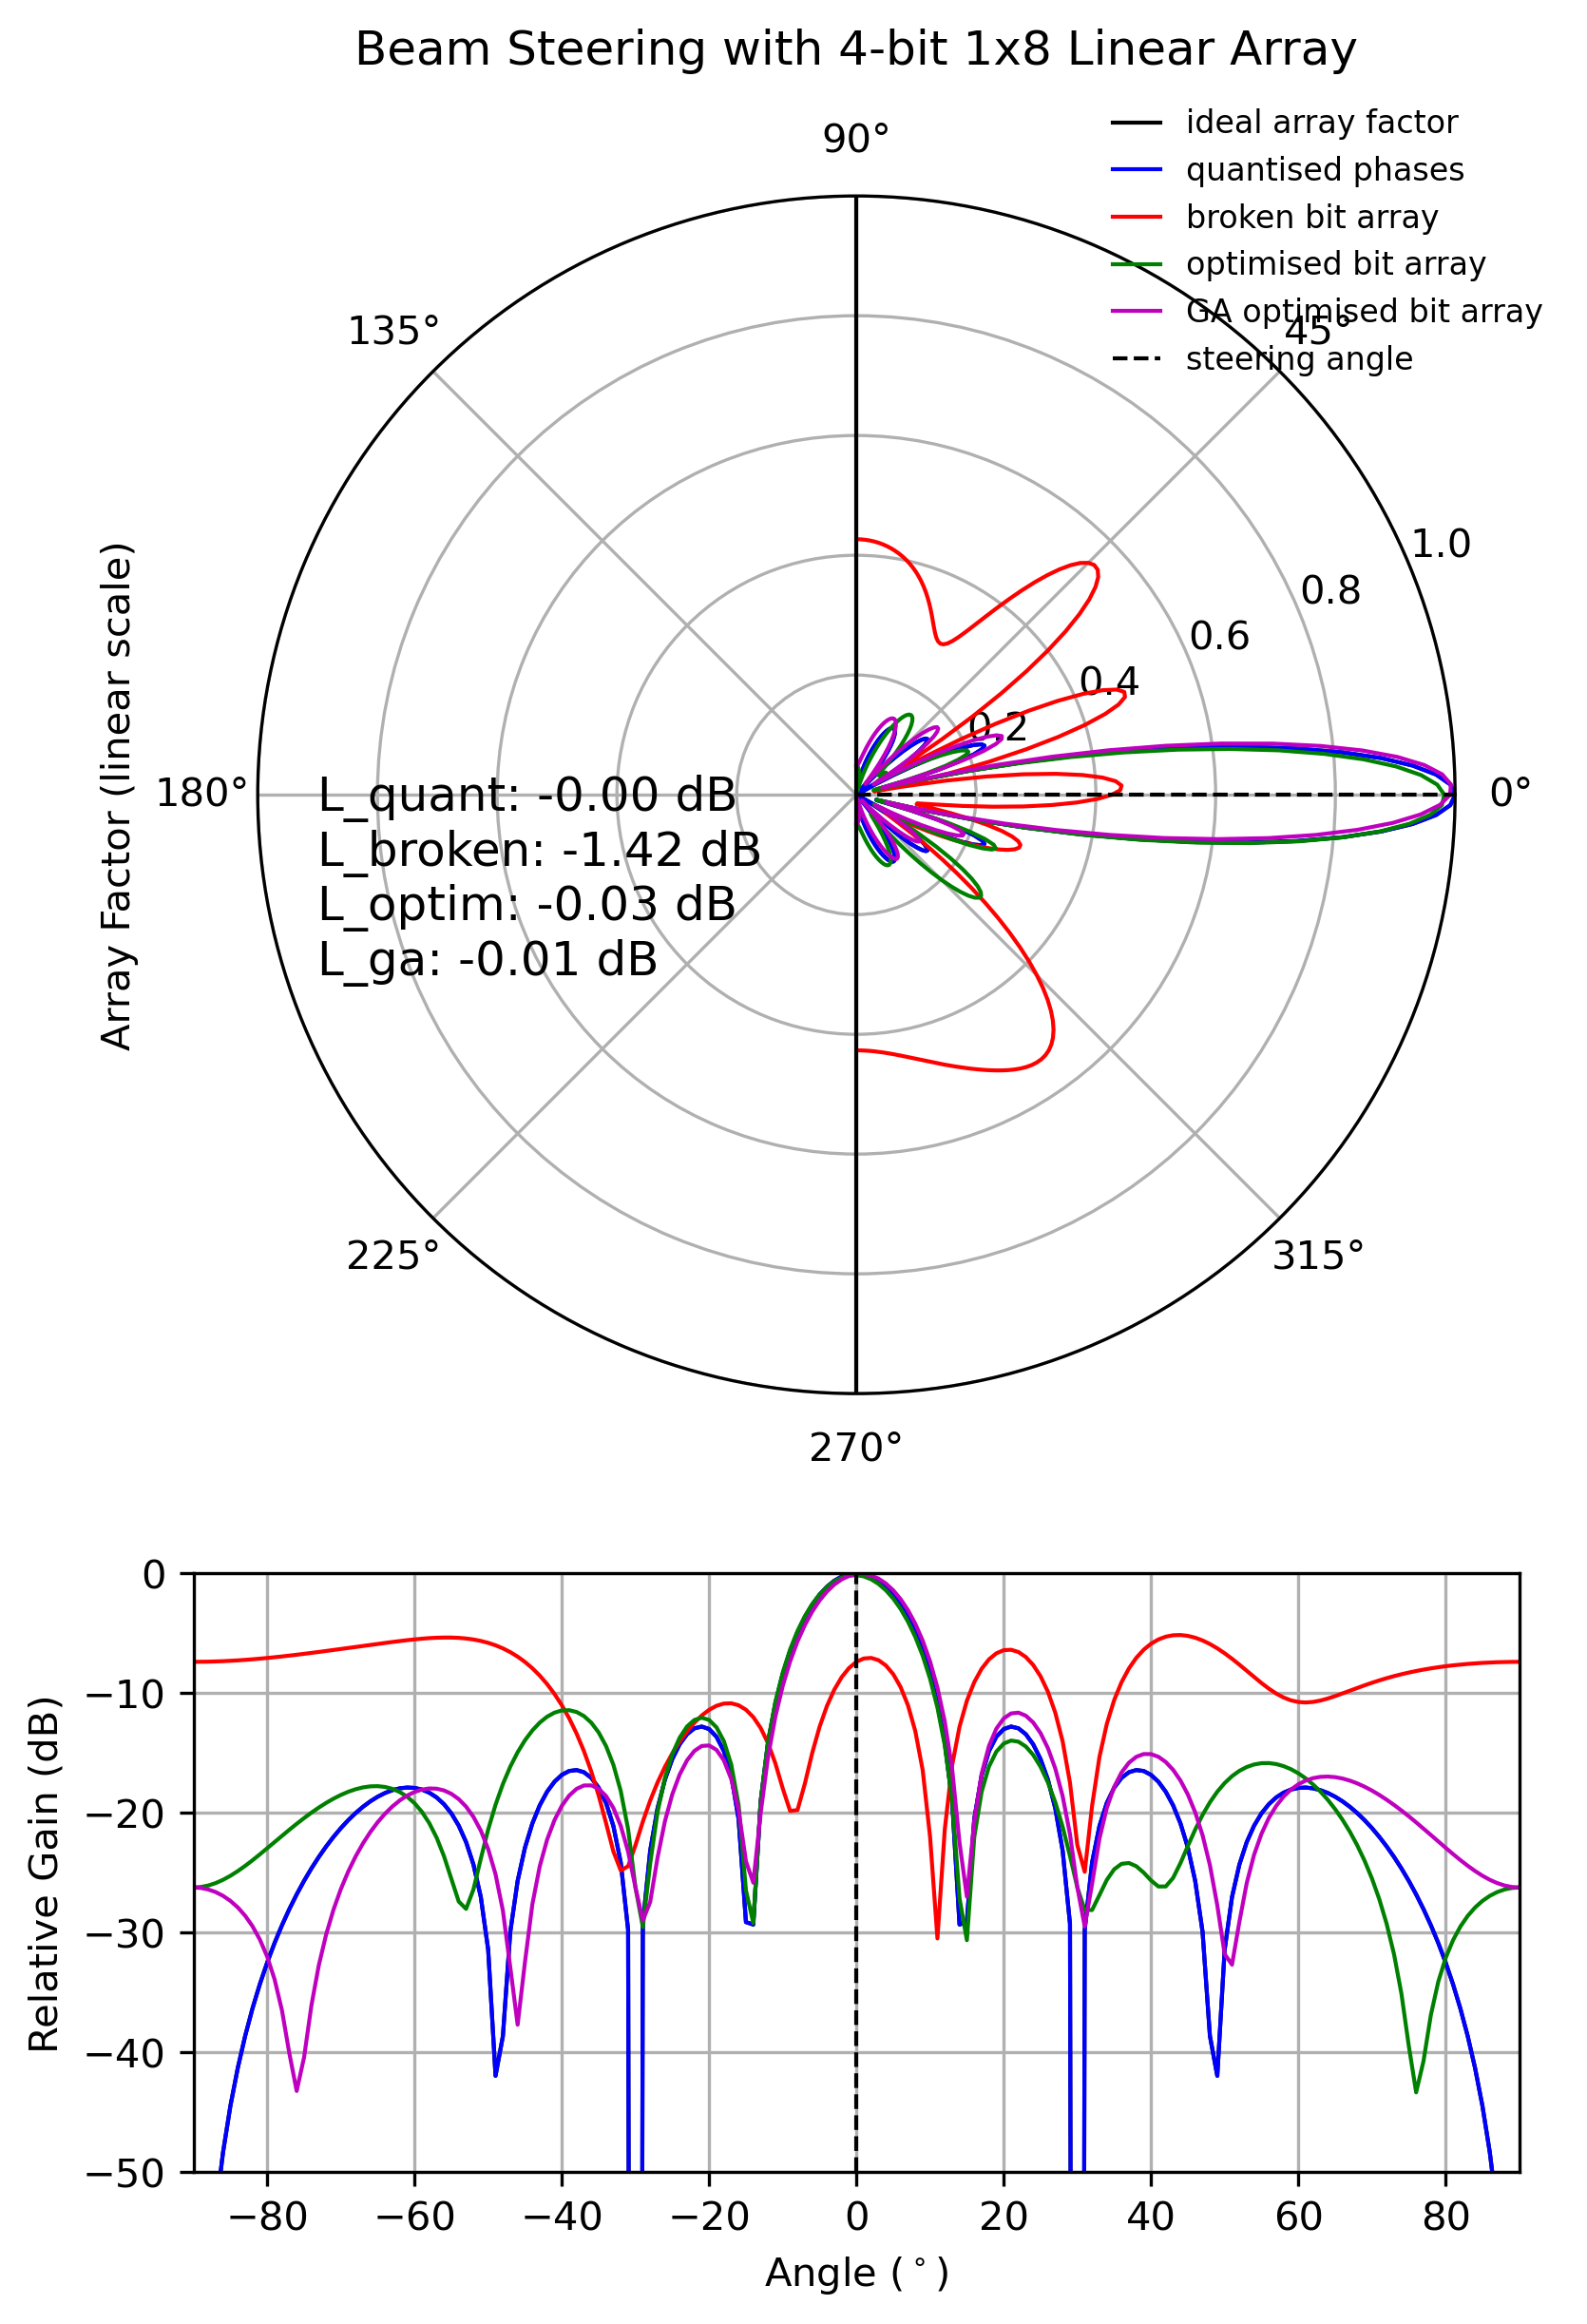 Beam Steering with 4-bit 1x8 Linear Array
ideal array factor
quantised phases
broken bit array
optimised bit array
GA optimised bit array
steering angle
90°
135°
45°
180°
0°
225°
315°
270°
1.0
0.8
0.6
0.4
0.2
Array Factor (linear scale)
L_quant: -0.00 dB
L_broken: -1.42 dB
L_optim: -0.03 dB
L_ga: -0.01 dB
0
−10
−20
−30
−40
−50
Relative Gain (dB)
−80 −60 −40 −20 0 20 40 60 80
Angle (°)